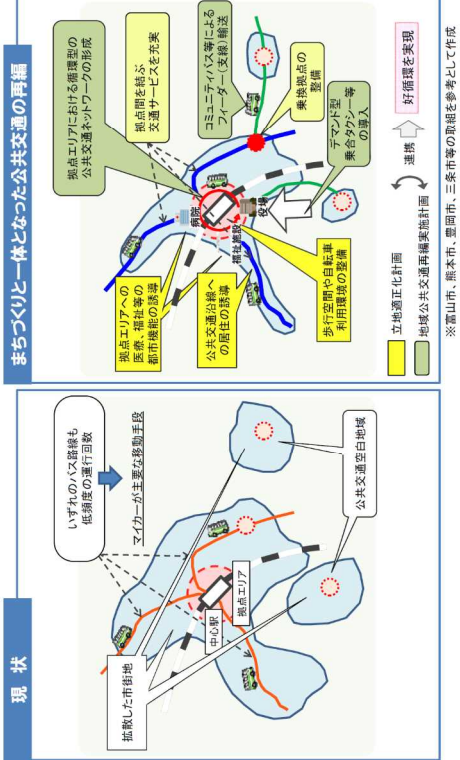 現 状
いずれのバス路線も
低頻度の運行回数
マイカーが主要な移動手段
拡散した市街地
中心駅
拠点エリア
公共交通空白地域
まちづくりと一体となった公共交通の再編
拠点エリアにおける循環型の
公共交通ネットワークの形成
拠点間を結ぶ
交通サービスを充実
コミュニティバス等による
フィーダー(支線)輸送
乗換拠点の
整備
拠点エリアへの
医療、福祉等の
都市機能の誘導
病院
福祉施設
役場
公共交通沿線へ
の居住の誘導
歩行空間や自転車
利用環境の整備
デマンド型
乗合タクシー等
の導入
立地適正化計画
地域公共交通再編実施計画
連携
好循環を実現
※富山市、熊本市、豊岡市、三条市等の取組を参考として作成